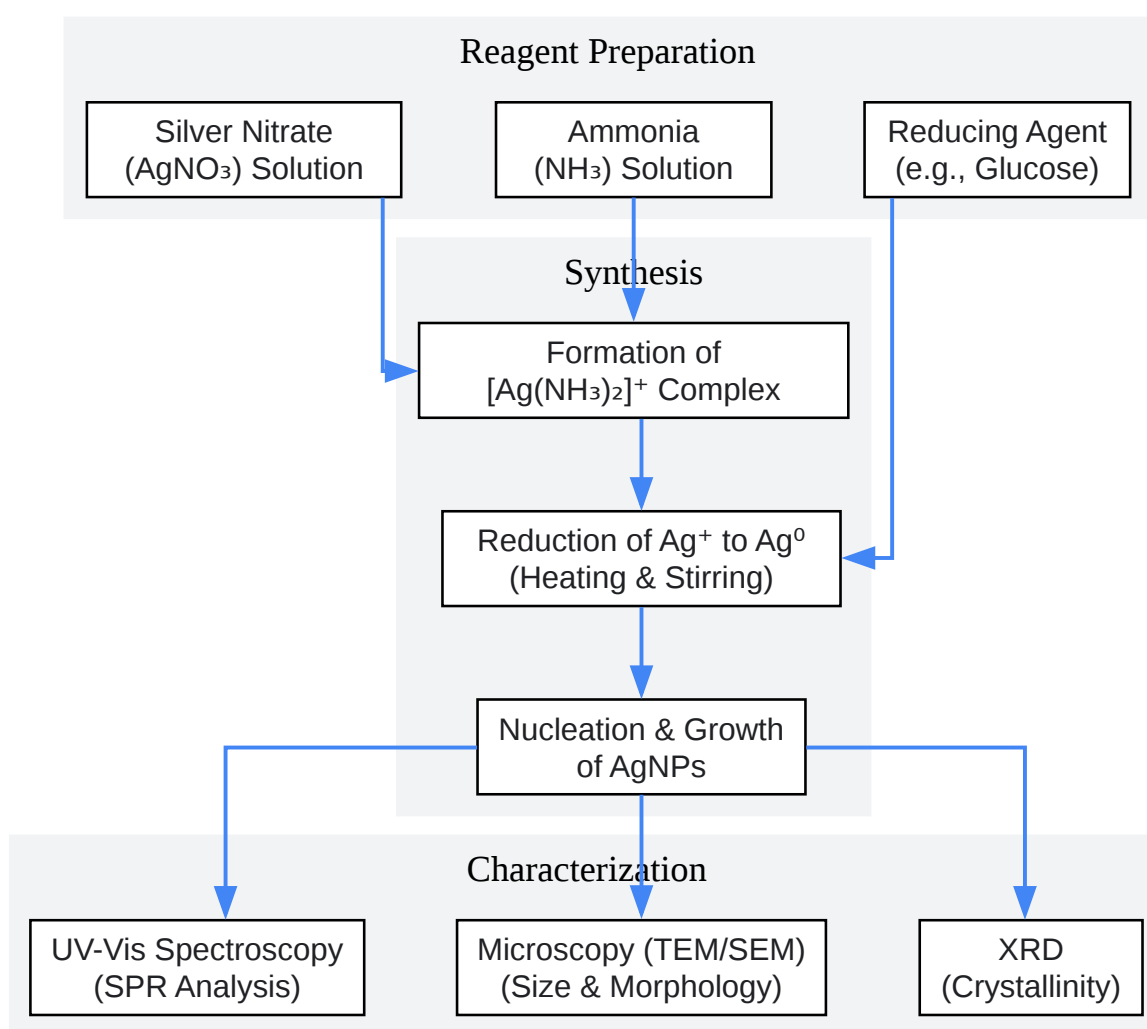 Reagent Preparation
Silver Nitrate
(AgNO₃) Solution
Ammonia
(NH₃) Solution
Reducing Agent
(e.g., Glucose)
Synthesis
Formation of
[Ag(NH₃)₂]⁺ Complex
Reduction of Ag⁺ to Ag⁰
(Heating & Stirring)
Nucleation & Growth
of AgNPs
Characterization
UV-Vis Spectroscopy
(SPR Analysis)
Microscopy (TEM/SEM)
(Size & Morphology)
XRD
(Crystallinity)